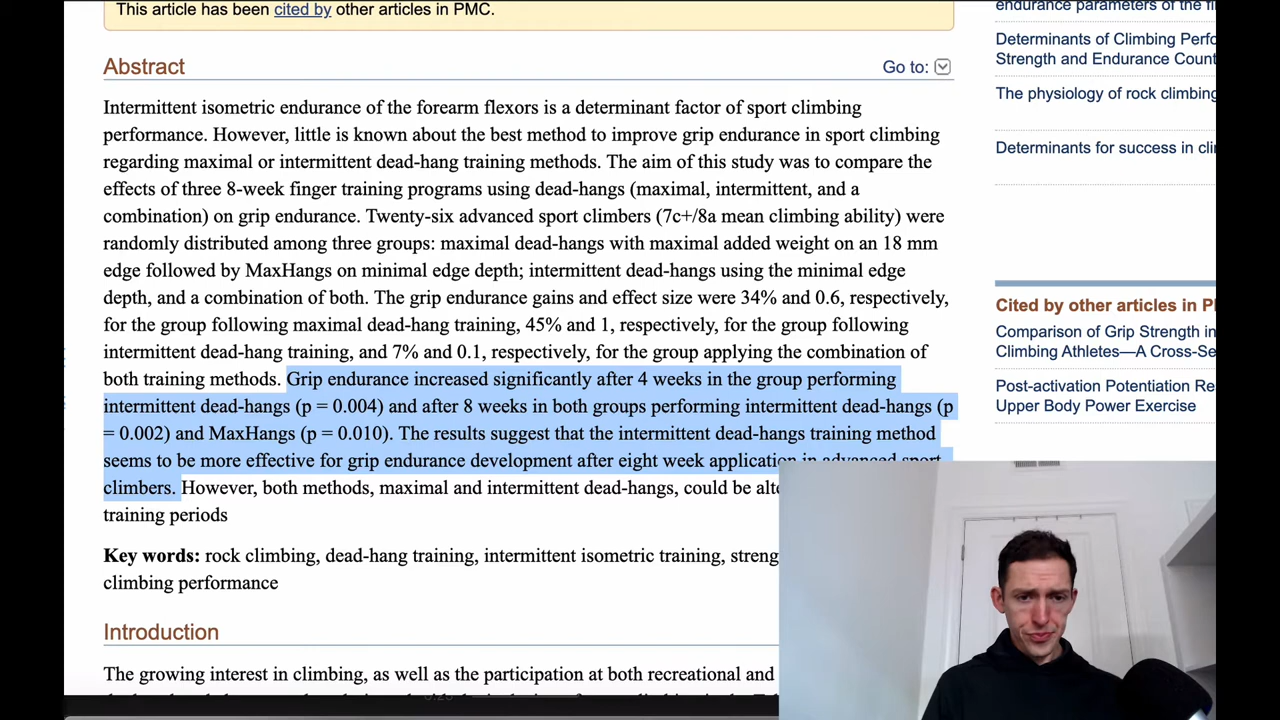 This article has been cited by other articles in PMC.
Abstract
Go to:
Intermittent isometric endurance of the forearm flexors is a determinant factor of sport climbing
performance. However, little is known about the best method to improve grip endurance in sport climbing
regarding maximal or intermittent dead-hang training methods. The aim of this study was to compare the
effects of three 8-week finger training programs using dead-hangs (maximal, intermittent, and a
combination) on grip endurance. Twenty-six advanced sport climbers (7c+/8a mean climbing ability) were
randomly distributed among three groups: maximal dead-hangs with maximal added weight on an 18 mm
edge followed by MaxHangs on minimal edge depth; intermittent dead-hangs using the minimal edge
depth, and a combination of both. The grip endurance gains and effect size were 34% and 0.6, respectively,
for the group following maximal dead-hang training, 45% and 1, respectively, for the group following
intermittent dead-hang training, and 7% and 0.1, respectively, for the group applying the combination of
both training methods. Grip endurance increased significantly after 4 weeks in the group performing
intermittent dead-hangs (p = 0.004) and after 8 weeks in both groups performing intermittent dead-hangs (p
= 0.002) and MaxHangs (p = 0.010). The results suggest that the intermittent dead-hangs training method
seems to be more effective for grip endurance development after eight week application in advanced sport
climbers. However, both methods, maximal and intermittent dead-hangs, could be
training periods
Key words: rock climbing, dead-hang training, intermittent isometric training,
climbing performance
Introduction
The growing interest in climbing, as well as the participation at both recreational and
endurance parameters of the
Determinants of Climbing
Strength and Endurance
The physiology of rock climbing
Determinants for success in
Cited by other articles in
Comparison of Grip Strength in
Climbing Athletes—A
Post-activation Potentiation
Upper Body Power Exercise